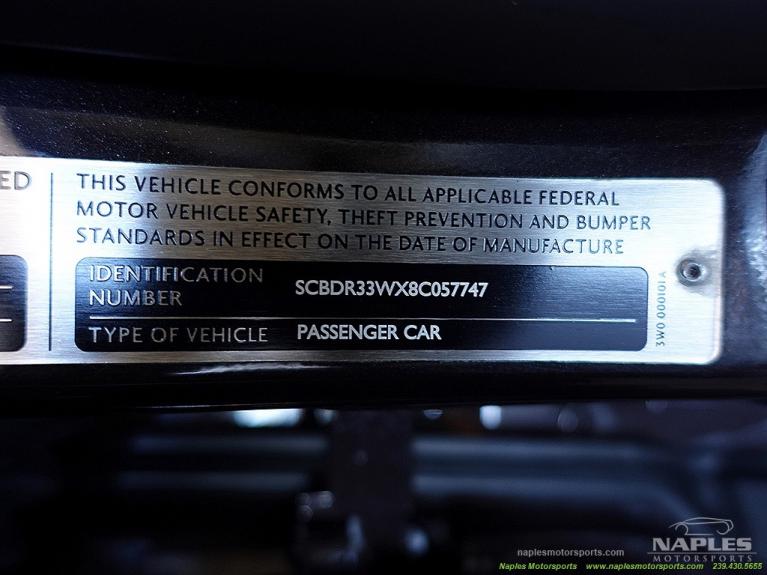 ED
THIS VEHICLE CONFORMS TO ALL APPLICABLE FEDERAL
MOTOR VEHICLE SAFETY, THEFT PREVENTION AND BUMPER
STANDARDS IN EFFECT ON THE DATE OF MANUFACTURE
IDENTIFICATION
NUMBER
SCBDR33WX8C057747
TYPE OF VEHICLE
PASSENGER CAR
3W0 000101A
NAPLES
MOTORSPORTS
naplesmotorsports.com
Naples Motorsports www.naplesmotorsports.com 239.430.5655